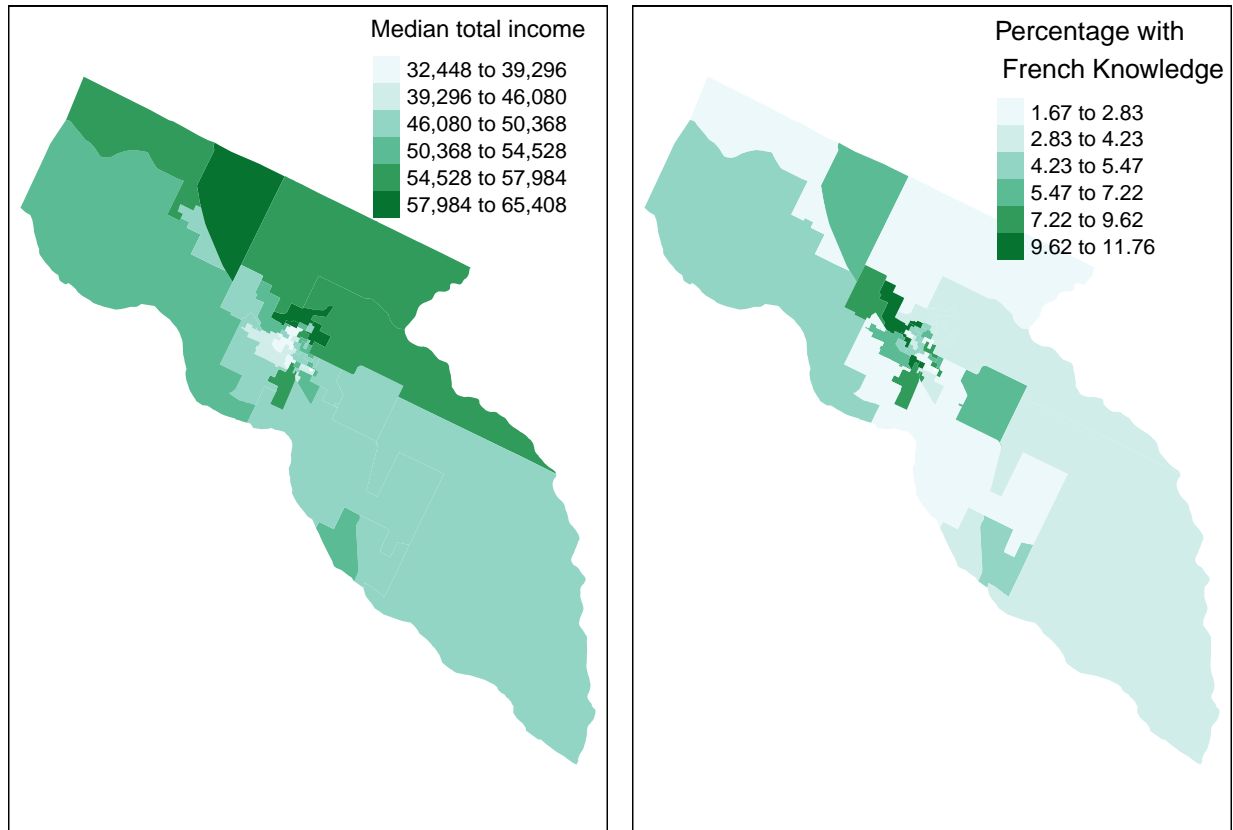 Median total income
32,448 to 39,296
39,296 to 46,080
46,080 to 50,368
50,368 to 54,528
54,528 to 57,984
57,984 to 65,408
Percentage with
French Knowledge
1.67 to 2.83
2.83 to 4.23
4.23 to 5.47
5.47 to 7.22
7.22 to 9.62
9.62 to 11.76